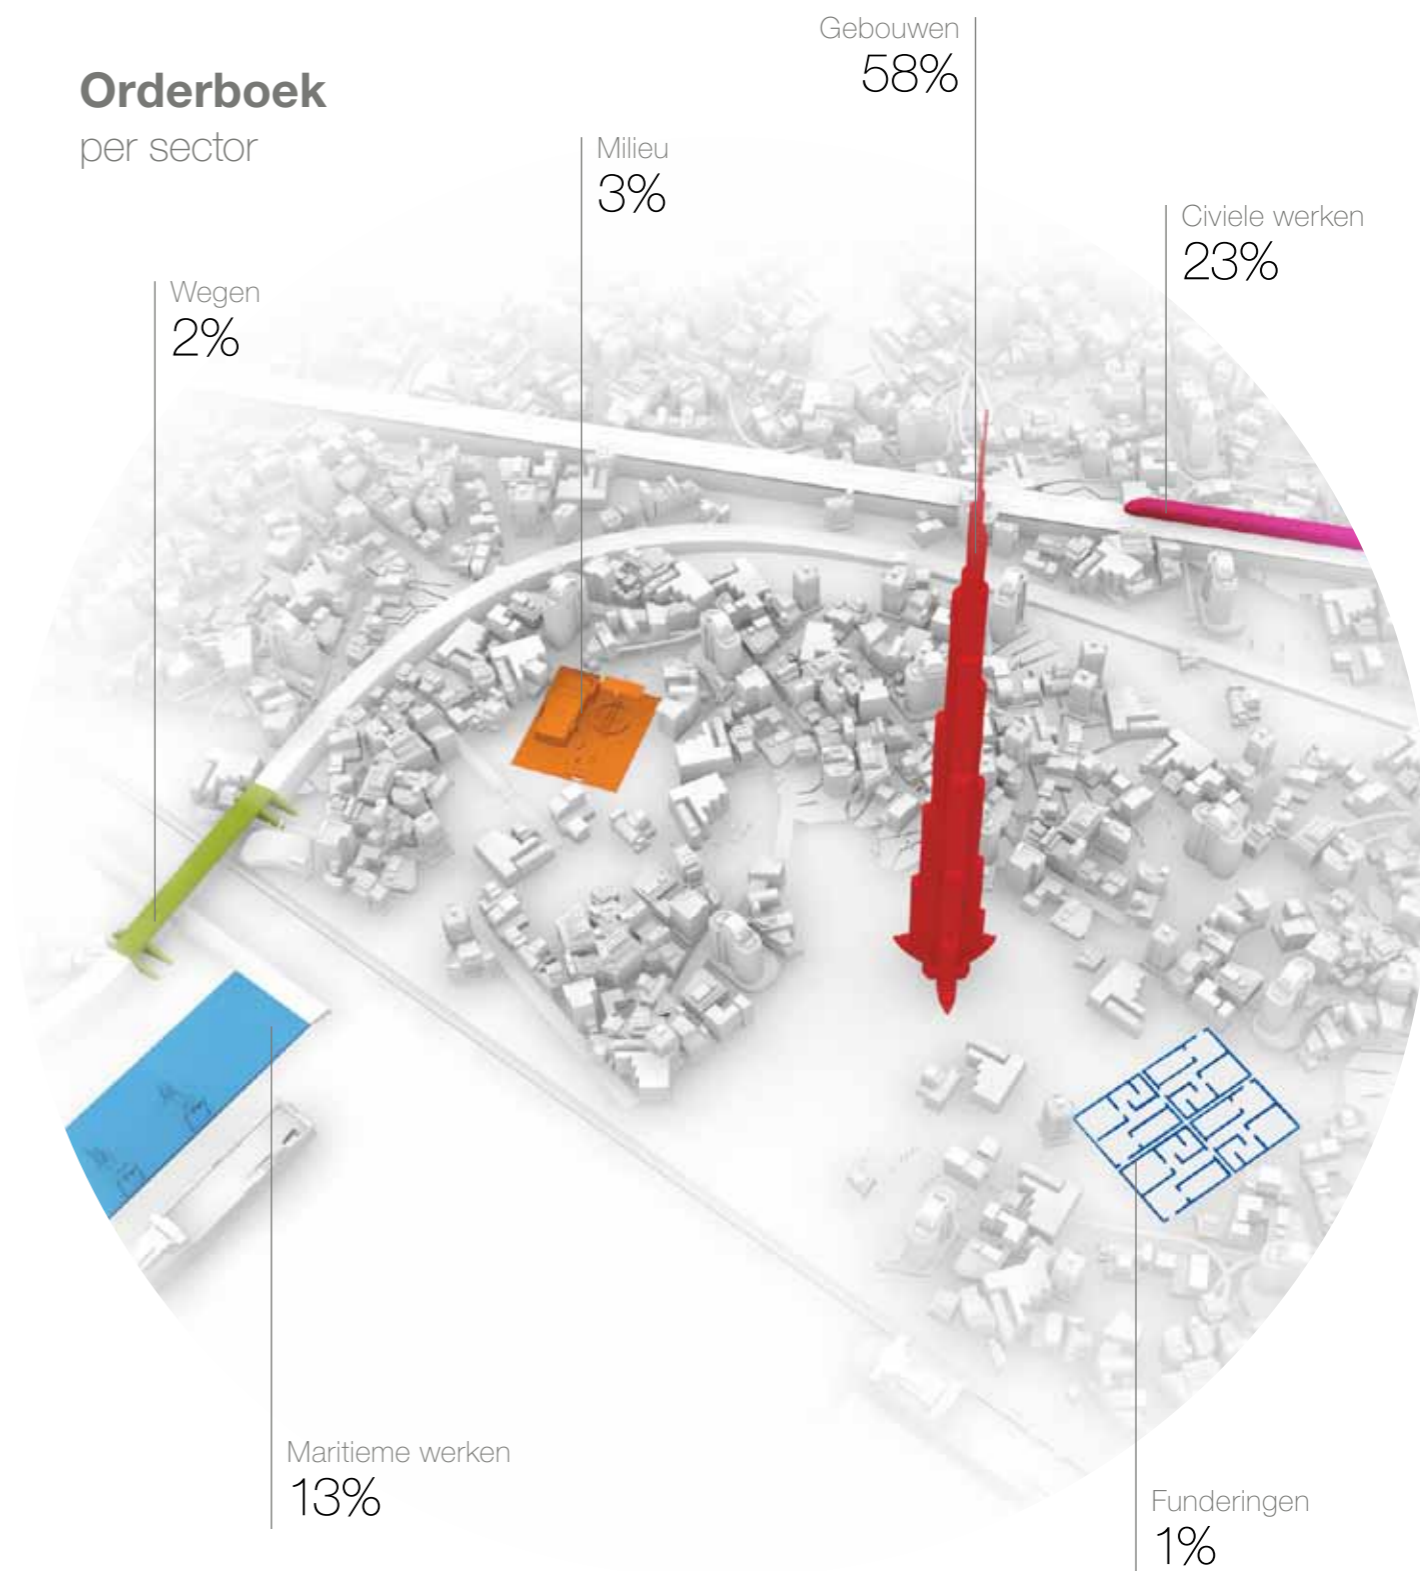 Orderboek
per sector
Gebouwen
58%
Milieu
3%
Civiele werken
23%
Wegen
2%
Maritieme werken
13%
Funderingen
1%